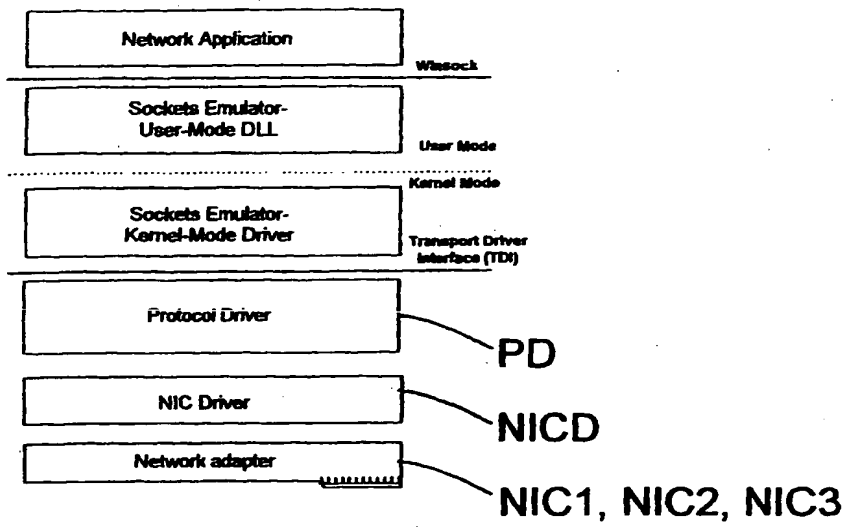 Network Application
Winsock
Sockets Emulator-
User-Mode DLL
User Mode
Kernel Mode
Sockets Emulator-
Kernel-Mode Driver
Transport Driver
Interface (TDI)
Protocol Driver
PD
NIC Driver
NICD
Network adapter
NIC1, NIC2, NIC3